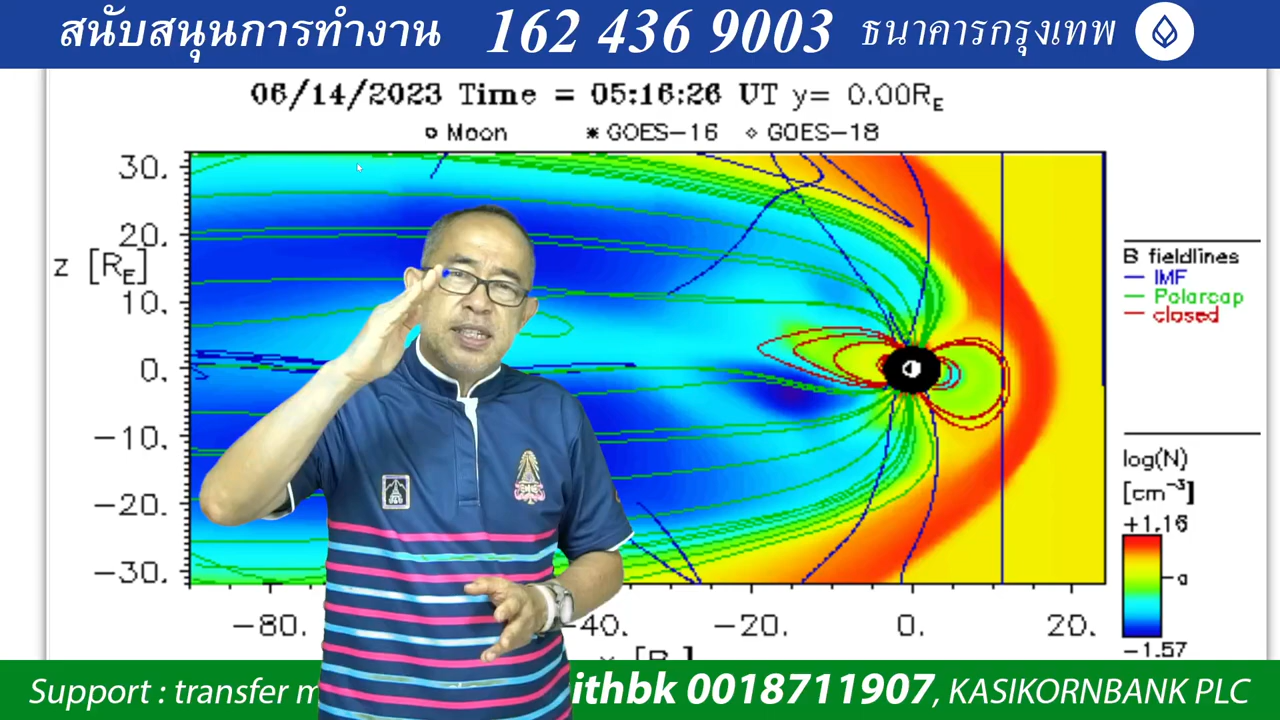 สนับสนุนการทำงาน 162 436 9003 ธนาคารกรุงเทพ
06/14/2023 Time = 05:16:26 UT y= 0.00RE
Moon GOES-16 GOES-18
30.
20.
z [RE]
10.
0.
-10.
-20.
-30.
-80. -40. -20. 0. 20.
B fieldlines
IMF
Polarcap
closed
log(N)
[cm-3]
+1.16
-1.57
Support : transfer ithbk 0018711907, KASIKORNBANK PLC